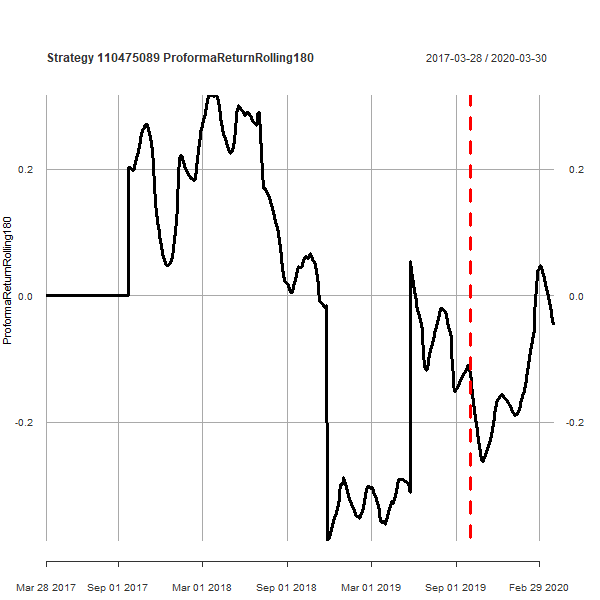 Strategy 110475089 ProformaReturnRolling180
2017-03-28 / 2020-03-30
ProformaReturnRolling180
0.2
0.2
0.0
0.0
-0.2
-0.2
Mar 28 2017
Sep 01 2017
Mar 01 2018
Sep 01 2018
Mar 01 2019
Sep 01 2019
Feb 29 2020